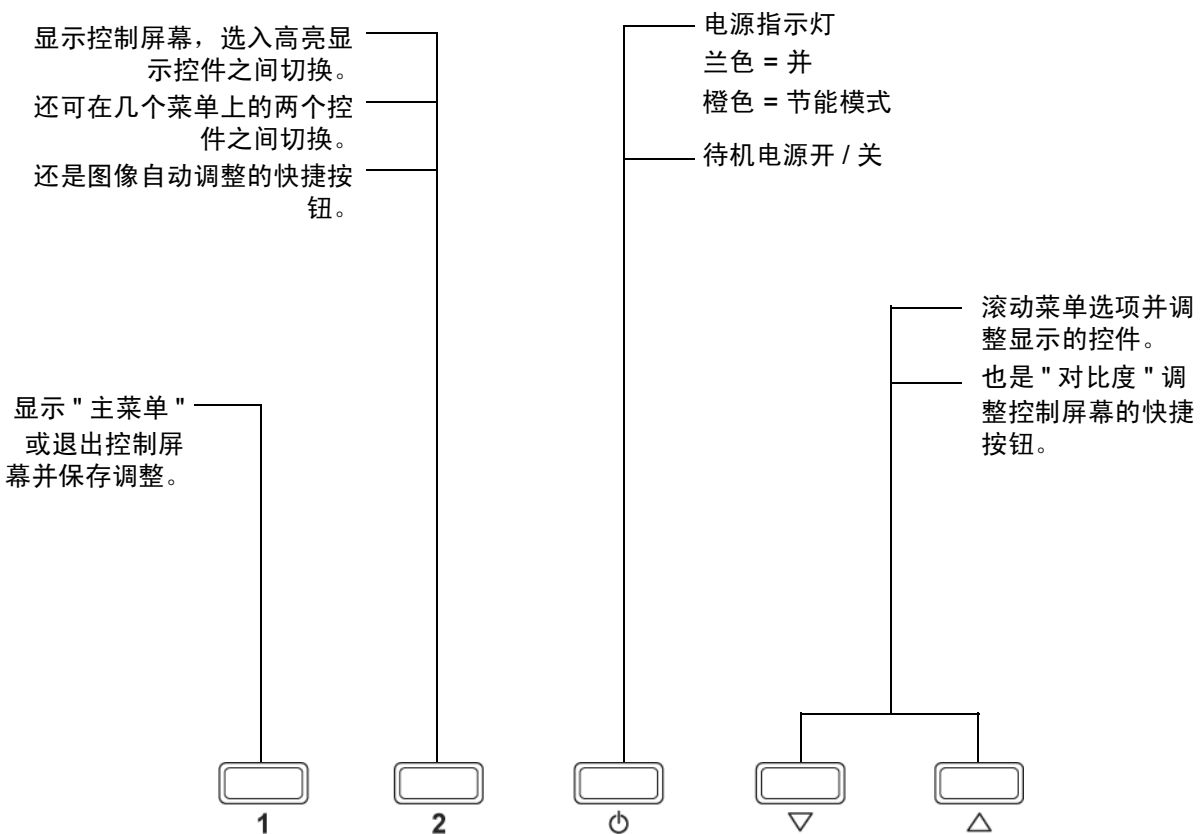 显示控制屏幕，选入高亮显
示控件之间切换。
还可在几个菜单上的两个控
件之间切换。
还是图像自动调整的快捷按
钮。
电源指示灯
兰色 = 并
橙色 = 节能模式
待机电源开 / 关
滚动菜单选项并调
整显示的控件。
也是 " 对比度 " 调
整控制屏幕的快捷
按钮。
显示 " 主菜单 "
或退出控制屏
幕并保存调整。
1
2